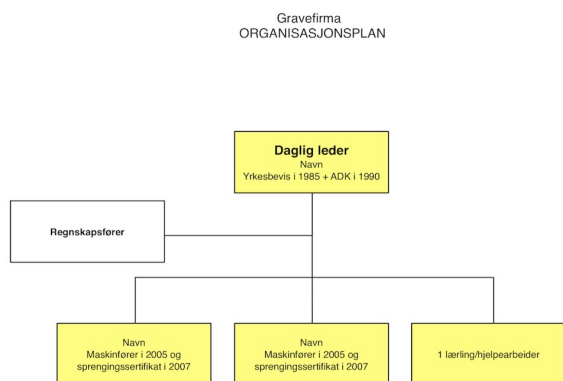 Gravefirma
ORGANISASJONSPLAN
Daglig leder
Navn
Yrkesbevis i 1985 + ADK i 1990
Regnskapsfører
Navn
Maskinfører i 2005 og
sprengingssertifikat i 2007
Navn
Maskinfører i 2005 og
sprengingssertifikat i 2007
1 lærling/hjelpearbeider